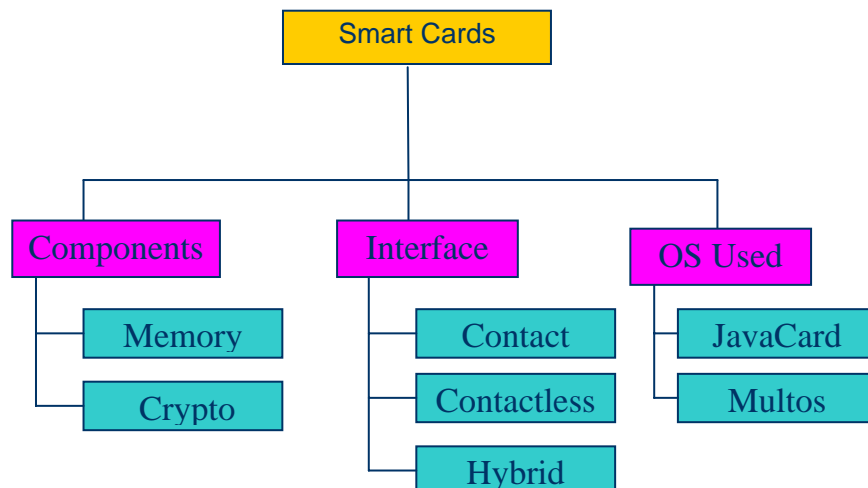 Smart Cards
Components
Memory
Crypto
Interface
Contact
Contactless
Hybrid
OS Used
JavaCard
Multos